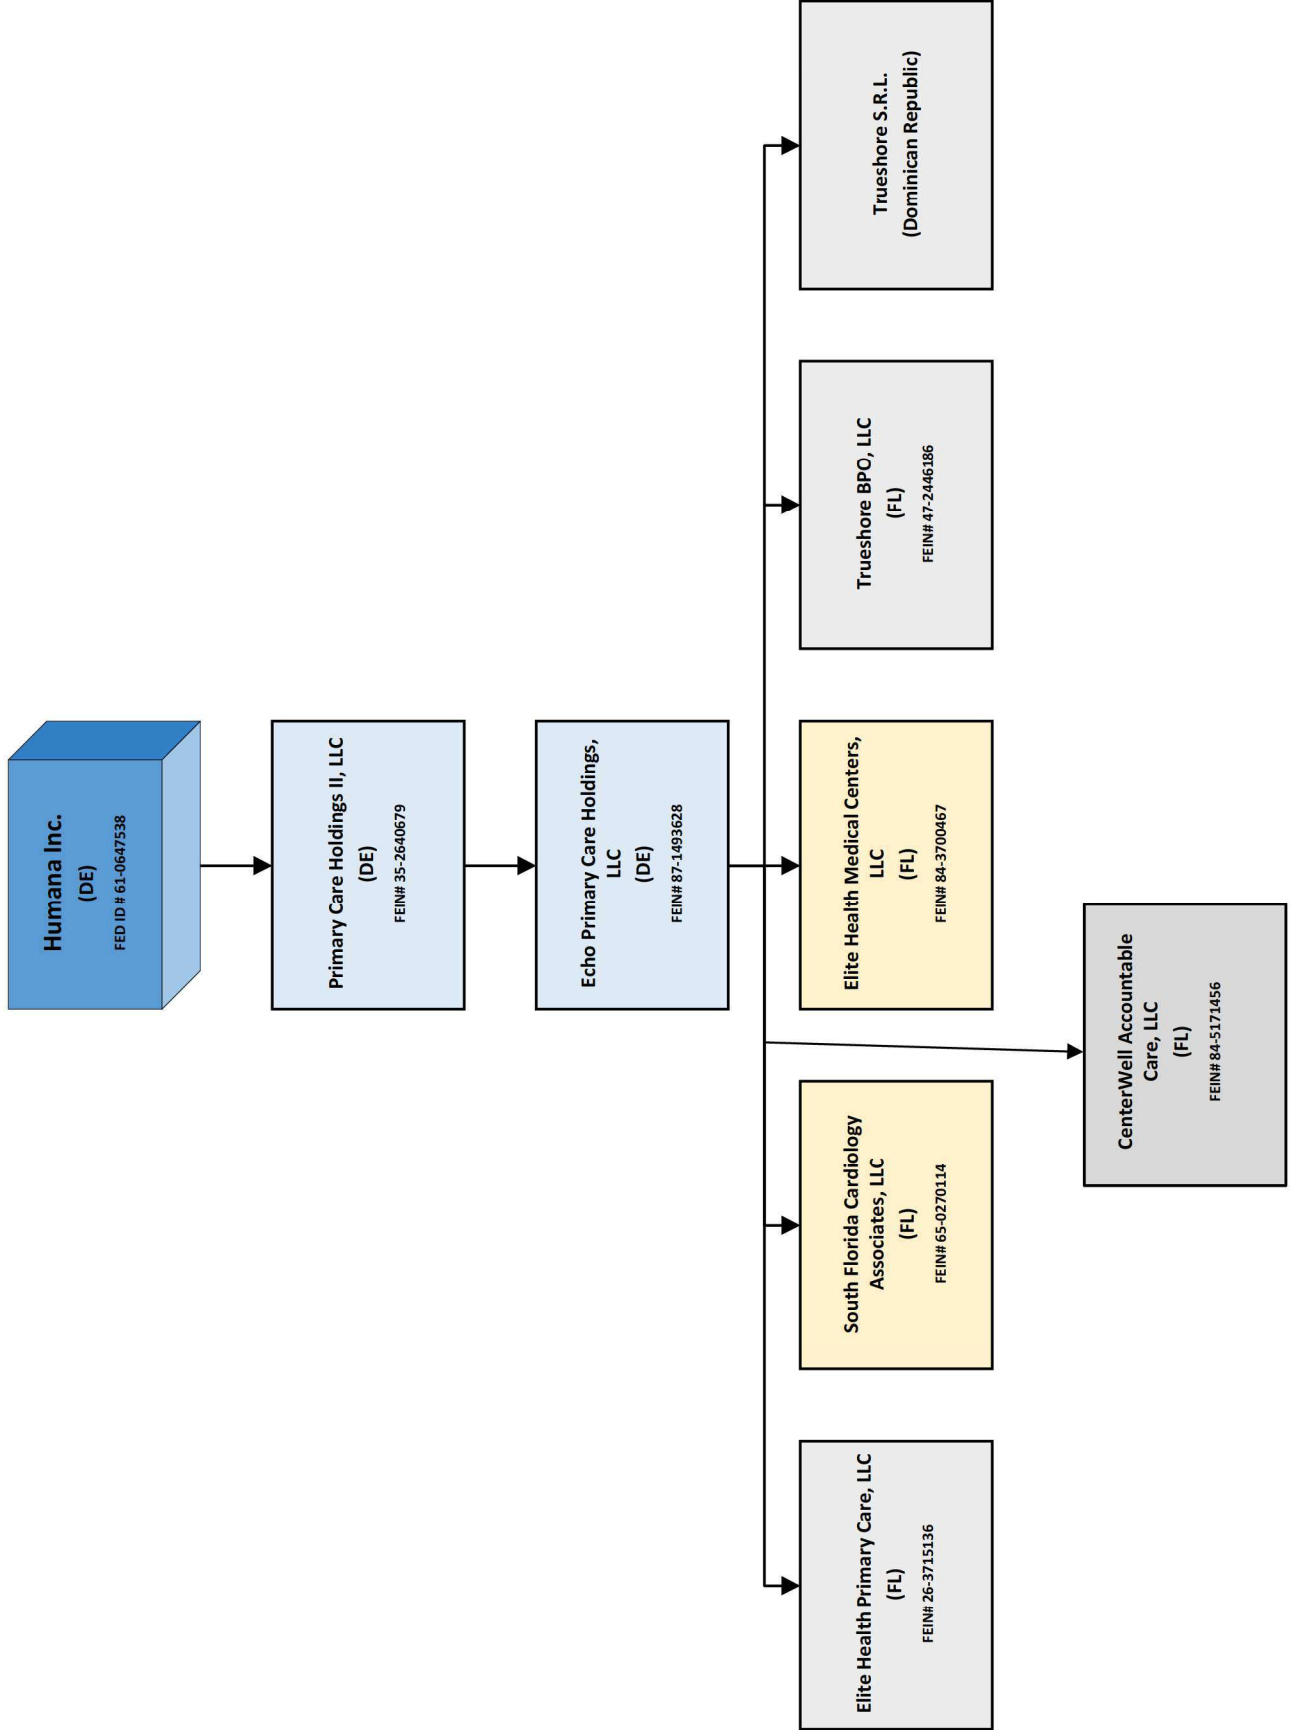 Humana Inc.
(DE)
FED ID # 61-0647538
Primary Care Holdings II, LLC
(DE)
FEIN# 35-2640679
Echo Primary Care Holdings,
LLC
(DE)
FEIN# 87-1493628
Elite Health Primary Care, LLC
(FL)
FEIN# 26-3715136
South Florida Cardiology
Associates, LLC
(FL)
FEIN# 65-0270114
Elite Health Medical Centers,
LLC
(FL)
FEIN# 84-3700467
Trueshore BPO, LLC
(FL)
FEIN# 47-2446186
Trueshore S.R.L.
(Dominican Republic)
CenterWell Accountable
Care, LLC
(FL)
FEIN# 84-5171456